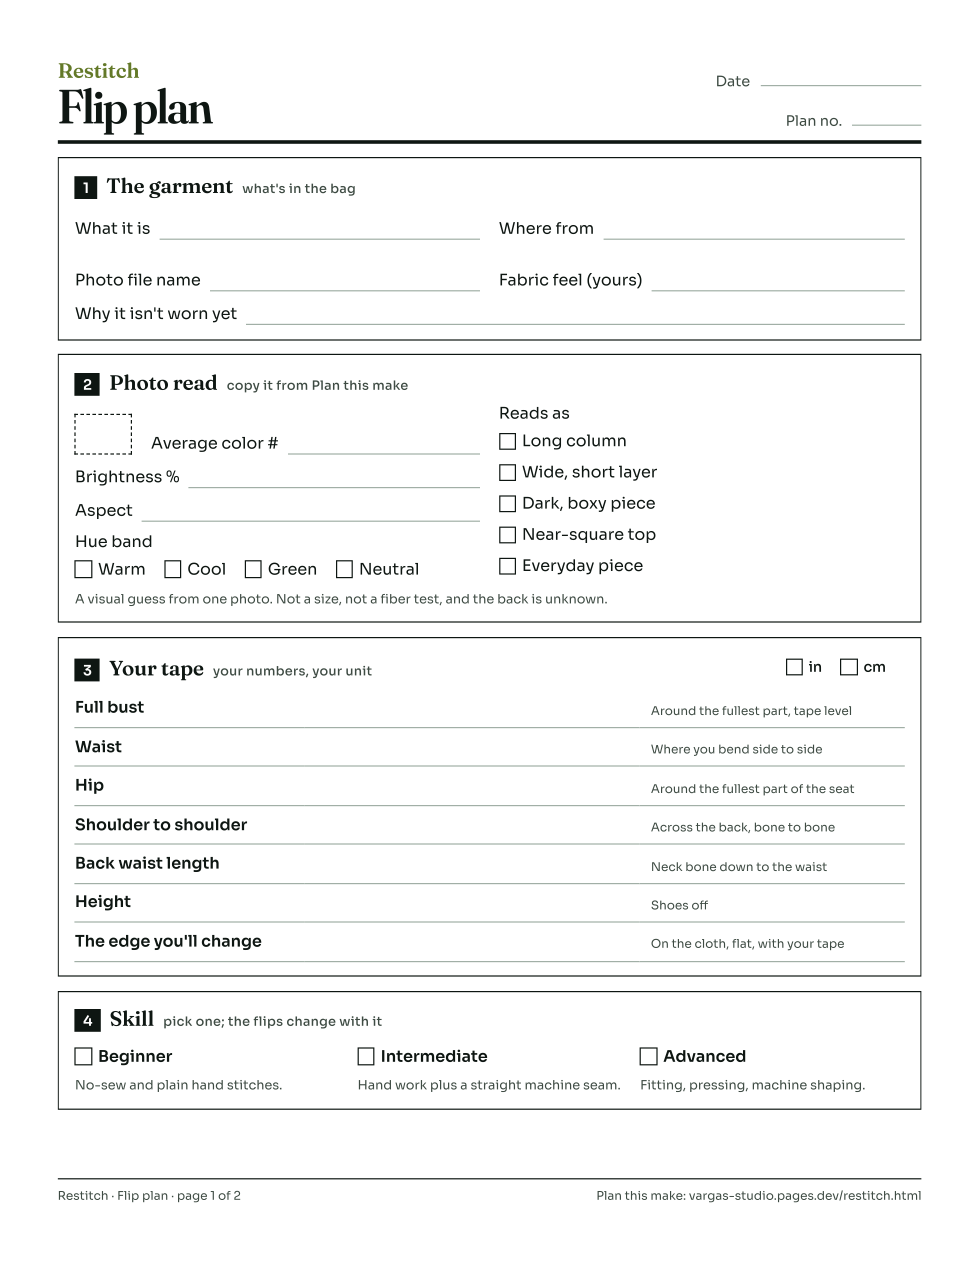 Restitch
Flip plan
Date
Plan no.
1 The garment what's in the bag
What it is
Where from
Photo file name
Fabric feel (yours)
Why it isn't worn yet
2 Photo read copy it from Plan this make
Average color #
Brightness %
Aspect
Hue band
Warm Cool Green Neutral
Reads as
Long column
Wide, short layer
Dark, boxy piece
Near-square top
Everyday piece
A visual guess from one photo. Not a size, not a fiber test, and the back is unknown.
3 Your tape your numbers, your unit
in cm
Full bust Around the fullest part, tape level
Waist Where you bend side to side
Hip Around the fullest part of the seat
Shoulder to shoulder Across the back, bone to bone
Back waist length Neck bone down to the waist
Height Shoes off
The edge you'll change On the cloth, flat, with your tape
4 Skill pick one; the flips change with it
Beginner
No-sew and plain hand stitches.
Intermediate
Hand work plus a straight machine seam.
Advanced
Fitting, pressing, machine shaping.
Restitch · Flip plan · page 1 of 2
Plan this make: vargas-studio.pages.dev/restitch.html